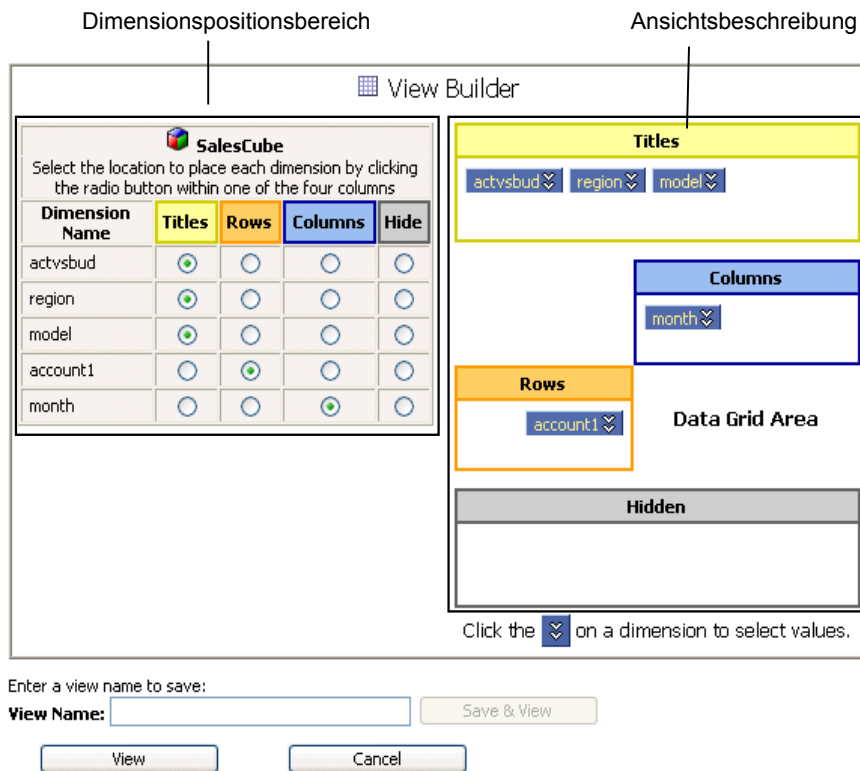 Dimensionspositionsbereich
Ansichtsbeschreibung
View Builder
SalesCube
Select the location to place each dimension by clicking
the radio button within one of the four columns
Dimension
Name
Titles
Rows
Columns
Hide
actvsbud
region
model
account1
month
Titles
actvsbud
region
model
Columns
month
Rows
account1
Data Grid Area
Hidden
Click the on a dimension to select values.
Enter a view name to save:
View Name:
Save & View
View
Cancel